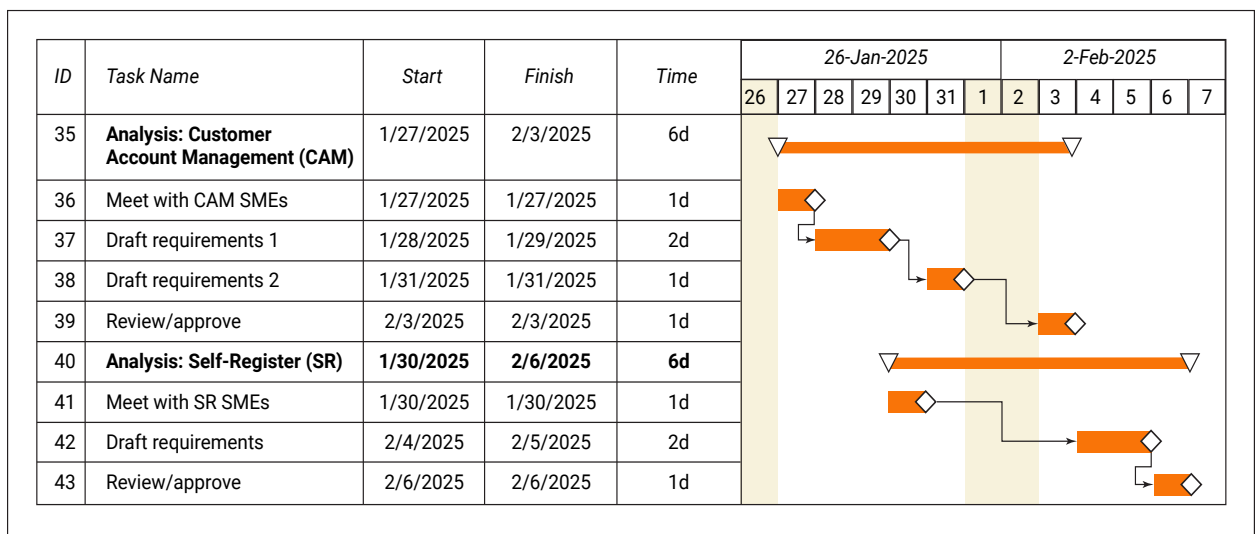 ID Task Name Start Finish Time 26-Jan-2025 2-Feb-2025
26 27 28 29 30 31 1 2 3 4 5 6 7
35 Analysis: Customer 1/27/2025 2/3/2025 6d
Account Management (CAM)
36 Meet with CAM SMEs 1/27/2025 1/27/2025 1d
37 Draft requirements 1 1/28/2025 1/29/2025 2d
38 Draft requirements 2 1/31/2025 1/31/2025 1d
39 Review/approve 2/3/2025 2/3/2025 1d
40 Analysis: Self-Register (SR) 1/30/2025 2/6/2025 6d
41 Meet with SR SMEs 1/30/2025 1/30/2025 1d
42 Draft requirements 2/4/2025 2/5/2025 2d
43 Review/approve 2/6/2025 2/6/2025 1d